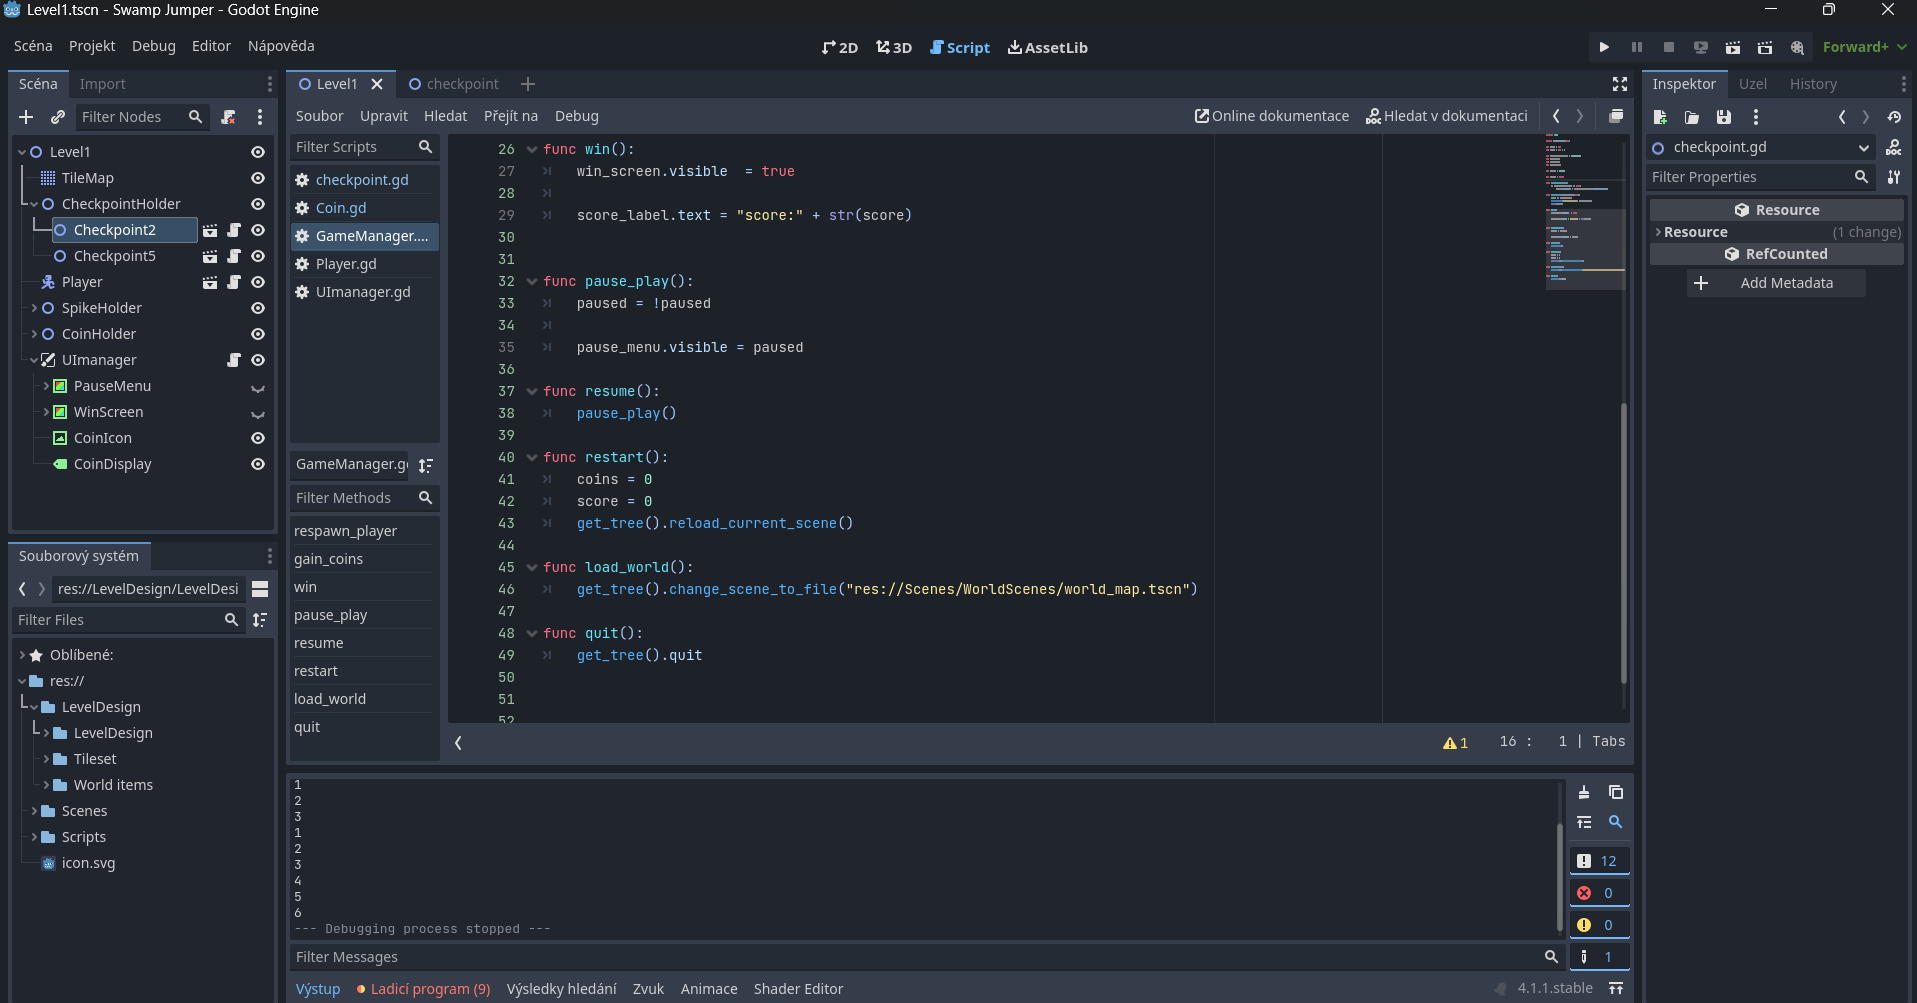 Level1.tscn - Swamp Jumper - Godot Engine
Scéna Projekt Debug Editor Nápověda
2D 3D Script AssetLib
Forward+
Scéna Import
Filter Nodes
Level1
TileMap
CheckpointHolder
Checkpoint2
Checkpoint5
Player
SpikeHolder
CoinHolder
UImanager
PauseMenu
WinScreen
CoinIcon
CoinDisplay
Souborový systém
res://LevelDesign/LevelDesi
Filter Files
Oblíbené:
res://
LevelDesign
LevelDesign
Tileset
World items
Scenes
Scripts
icon.svg
Level1 checkpoint
Soubor Upravit Hledat Přejít na Debug
Online dokumentace Hledat v dokumentaci
Filter Scripts
checkpoint.gd
Coin.gd
GameManager....
Player.gd
UImanager.gd
GameManager.g
Filter Methods
respawn_player
gain_coins
win
pause_play
resume
restart
load_world
quit
26 func win():
27 win_screen.visible = true
28
29 score_label.text = "score:" + str(score)
30
31
32 func pause_play():
33 paused = !paused
34
35 pause_menu.visible = paused
36
37 func resume():
38 pause_play()
39
40 func restart():
41 coins = 0
42 score = 0
43 get_tree().reload_current_scene()
44
45 func load_world():
46 get_tree().change_scene_to_file("res://Scenes/WorldScenes/world_map.tscn")
47
48 func quit():
49 get_tree().quit
50
51
52
1 16 : 1 | Tabs
1
2
3
1
2
3
4
5
6
--- Debugging process stopped ---
Filter Messages
12
0
0
1
Výstup Ladicí program (9) Výsledky hledání Zvuk Animace Shader Editor
4.1.1.stable
Inspektor Uzel History
checkpoint.gd
Filter Properties
Resource
Resource (1 change)
RefCounted
Add Metadata